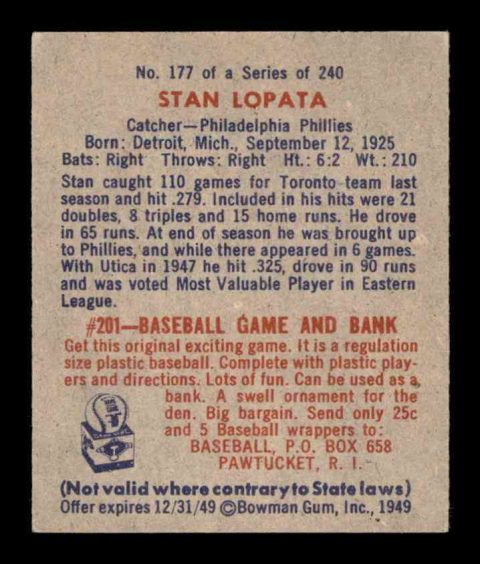 No. 177 of a Series of 240
STAN LOPATA
Catcher—Philadelphia Phillies
Born: Detroit, Mich., September 12, 1925
Bats: Right Throws: Right Ht.: 6:2 Wt.: 210
Stan caught 110 games for Toronto team last
season and hit .279. Included in his hits were 21
doubles, 8 triples and 15 home runs. He drove
in 65 runs. At end of season he was brought up
to Phillies, and while there appeared in 6 games.
With Utica in 1947 he hit .325, drove in 90 runs
and was voted Most Valuable Player in Eastern
League.
#201—BASEBALL GAME AND BANK
Get this original exciting game. It is a regulation
size plastic baseball. Complete with plastic play-
ers and directions. Lots of fun. Can be used as a
bank. A swell ornament for the
den. Big bargain. Send only 25c
and 5 Baseball wrappers to:
BASEBALL, P.O. BOX 658
PAWTUCKET, R. I.
(Not valid where contrary to State laws)
Offer expires 12/31/49 ©Bowman Gum, Inc., 1949